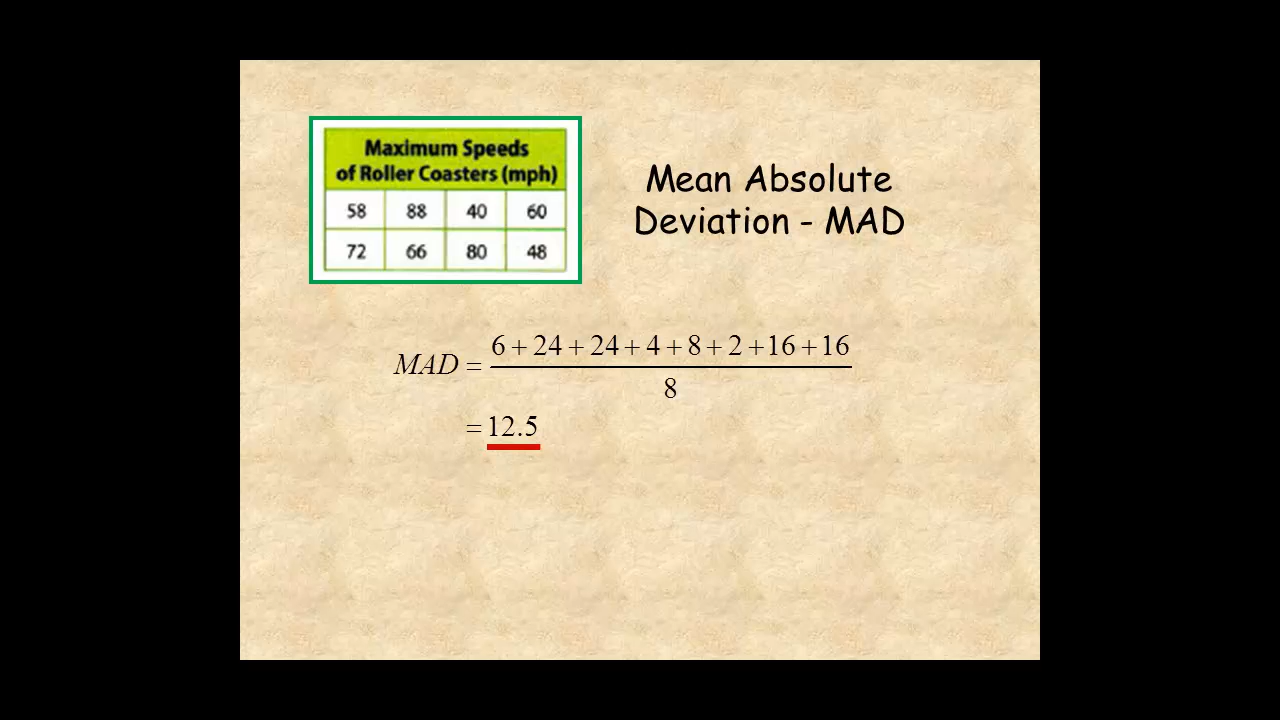 Maximum Speeds
of Roller Coasters (mph)
58 88 40 60
72 66 80 48
Mean Absolute
Deviation - MAD
MAD = 6 + 24 + 24 + 4 + 8 + 2 + 16 + 16
8
= 12.5